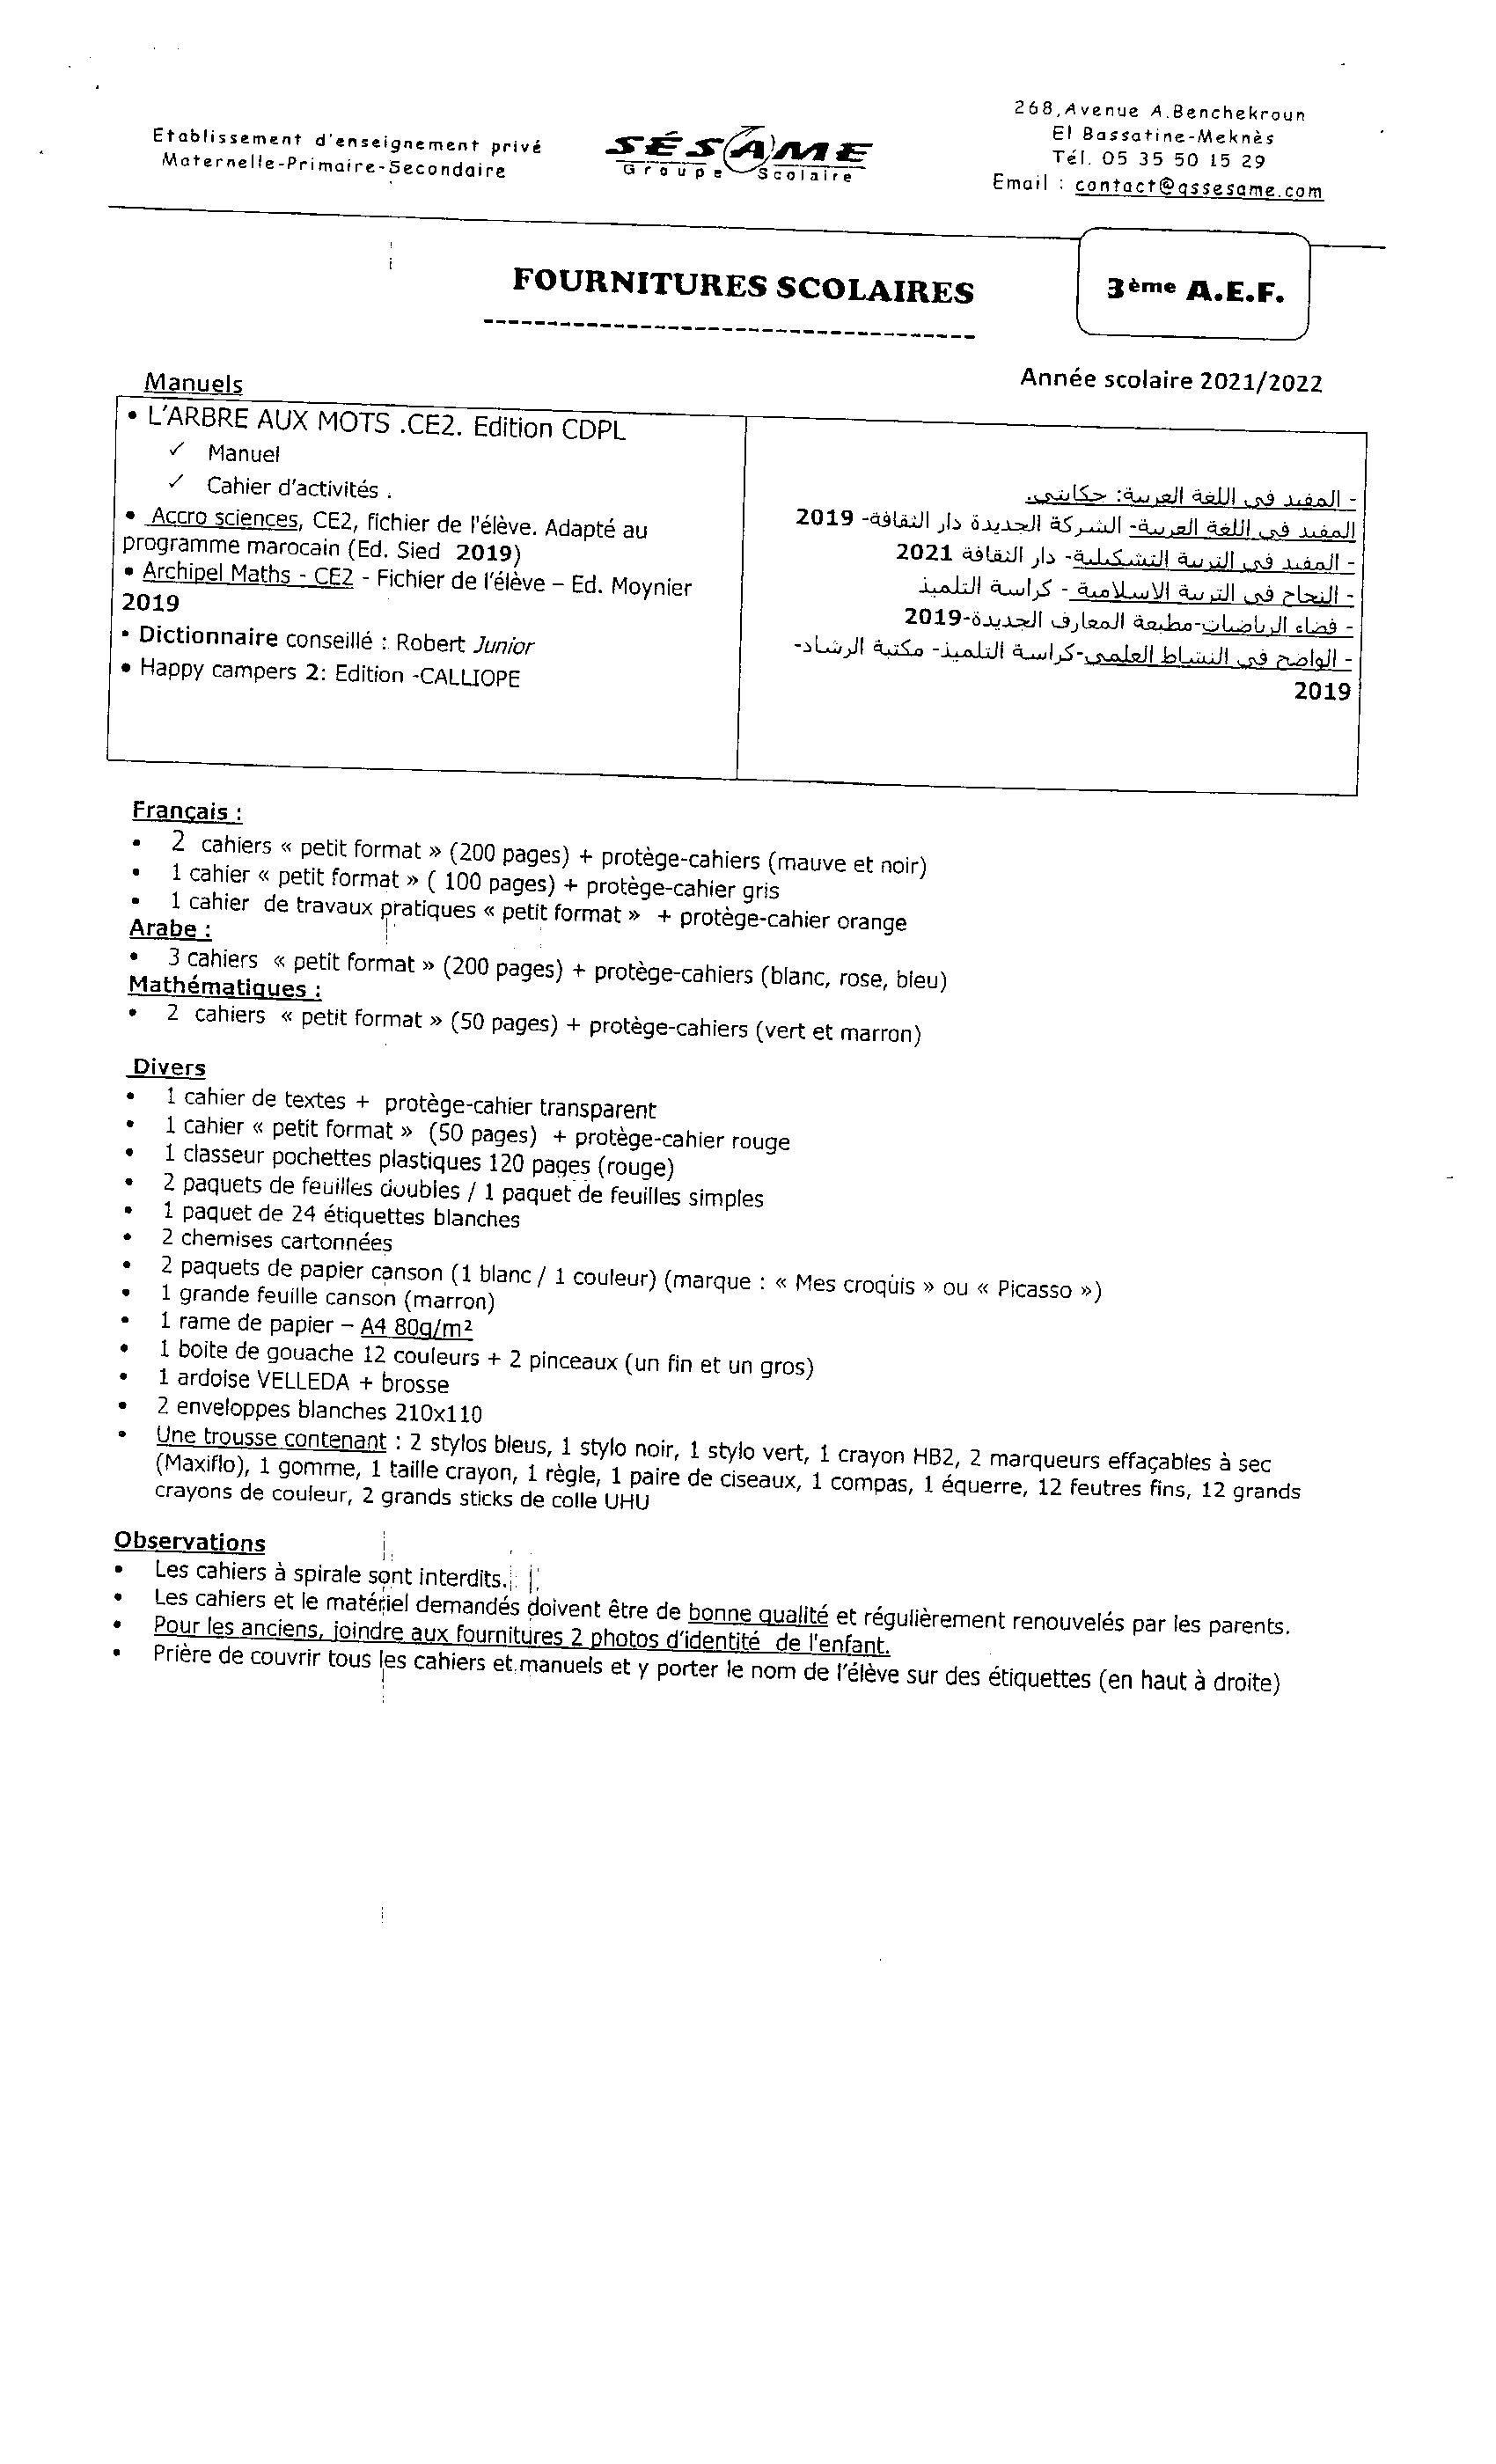 Etablissement d'enseignement privé
Maternelle-Primaire-Secondaire
SÉSAME
Groupe Scolaire
268,Avenue A.Benchekroun
El Bassatine-Meknès
Tél. 05 35 50 15 29
Email : contact@gssesame.com
FOURNITURES SCOLAIRES
3ème A.E.F.
Année scolaire 2021/2022
Manuels
• L'ARBRE AUX MOTS .CE2. Edition CDPL
✓ Manuel
✓ Cahier d'activités .
• Accro sciences, CE2, fichier de l'élève. Adapté au
programme marocain (Ed. Sied 2019)
• Archipel Maths - CE2 - Fichier de l'élève – Ed. Moynier
2019
• Dictionnaire conseillé : Robert Junior
• Happy campers 2: Edition -CALLIOPE
- المفيد في اللغة العربية: حكايتي.
المفيد في اللغة العربية- الشركة الجديدة دار الثقافة- 2019
- المفيد في التربية التشكيلية- دار الثقافة 2021
- النجاح في التربية الاسلامية - كراسة التلميذ
- فضاء الرياضيات-مطبعة المعارف الجديدة-2019
- الواضح في النشاط العلمي-كراسة التلميذ- مكتبة الرشاد-
2019
Français :
• 2 cahiers « petit format » (200 pages) + protège-cahiers (mauve et noir)
• 1 cahier « petit format » ( 100 pages) + protège-cahier gris
• 1 cahier de travaux pratiques « petit format » + protège-cahier orange
Arabe :
• 3 cahiers « petit format » (200 pages) + protège-cahiers (blanc, rose, bleu)
Mathématiques :
• 2 cahiers « petit format » (50 pages) + protège-cahiers (vert et marron)
Divers
• 1 cahier de textes + protège-cahier transparent
• 1 cahier « petit format » (50 pages) + protège-cahier rouge
• 1 classeur pochettes plastiques 120 pages (rouge)
• 2 paquets de feuilles doubles / 1 paquet de feuilles simples
• 1 paquet de 24 étiquettes blanches
• 2 chemises cartonnées
• 2 paquets de papier canson (1 blanc / 1 couleur) (marque : « Mes croquis » ou « Picasso »)
• 1 grande feuille canson (marron)
• 1 rame de papier – A4 80g/m²
• 1 boite de gouache 12 couleurs + 2 pinceaux (un fin et un gros)
• 1 ardoise VELLEDA + brosse
• 2 enveloppes blanches 210x110
• Une trousse contenant : 2 stylos bleus, 1 stylo noir, 1 stylo vert, 1 crayon HB2, 2 marqueurs effaçables à sec
(Maxiflo), 1 gomme, 1 taille crayon, 1 règle, 1 paire de ciseaux, 1 compas, 1 équerre, 12 feutres fins, 12 grands
crayons de couleur, 2 grands sticks de colle UHU
Observations
• Les cahiers à spirale sont interdits.
• Les cahiers et le matériel demandés doivent être de bonne qualité et régulièrement renouvelés par les parents.
• Pour les anciens, joindre aux fournitures 2 photos d'identité de l'enfant.
• Prière de couvrir tous les cahiers et manuels et y porter le nom de l'élève sur des étiquettes (en haut à droite)